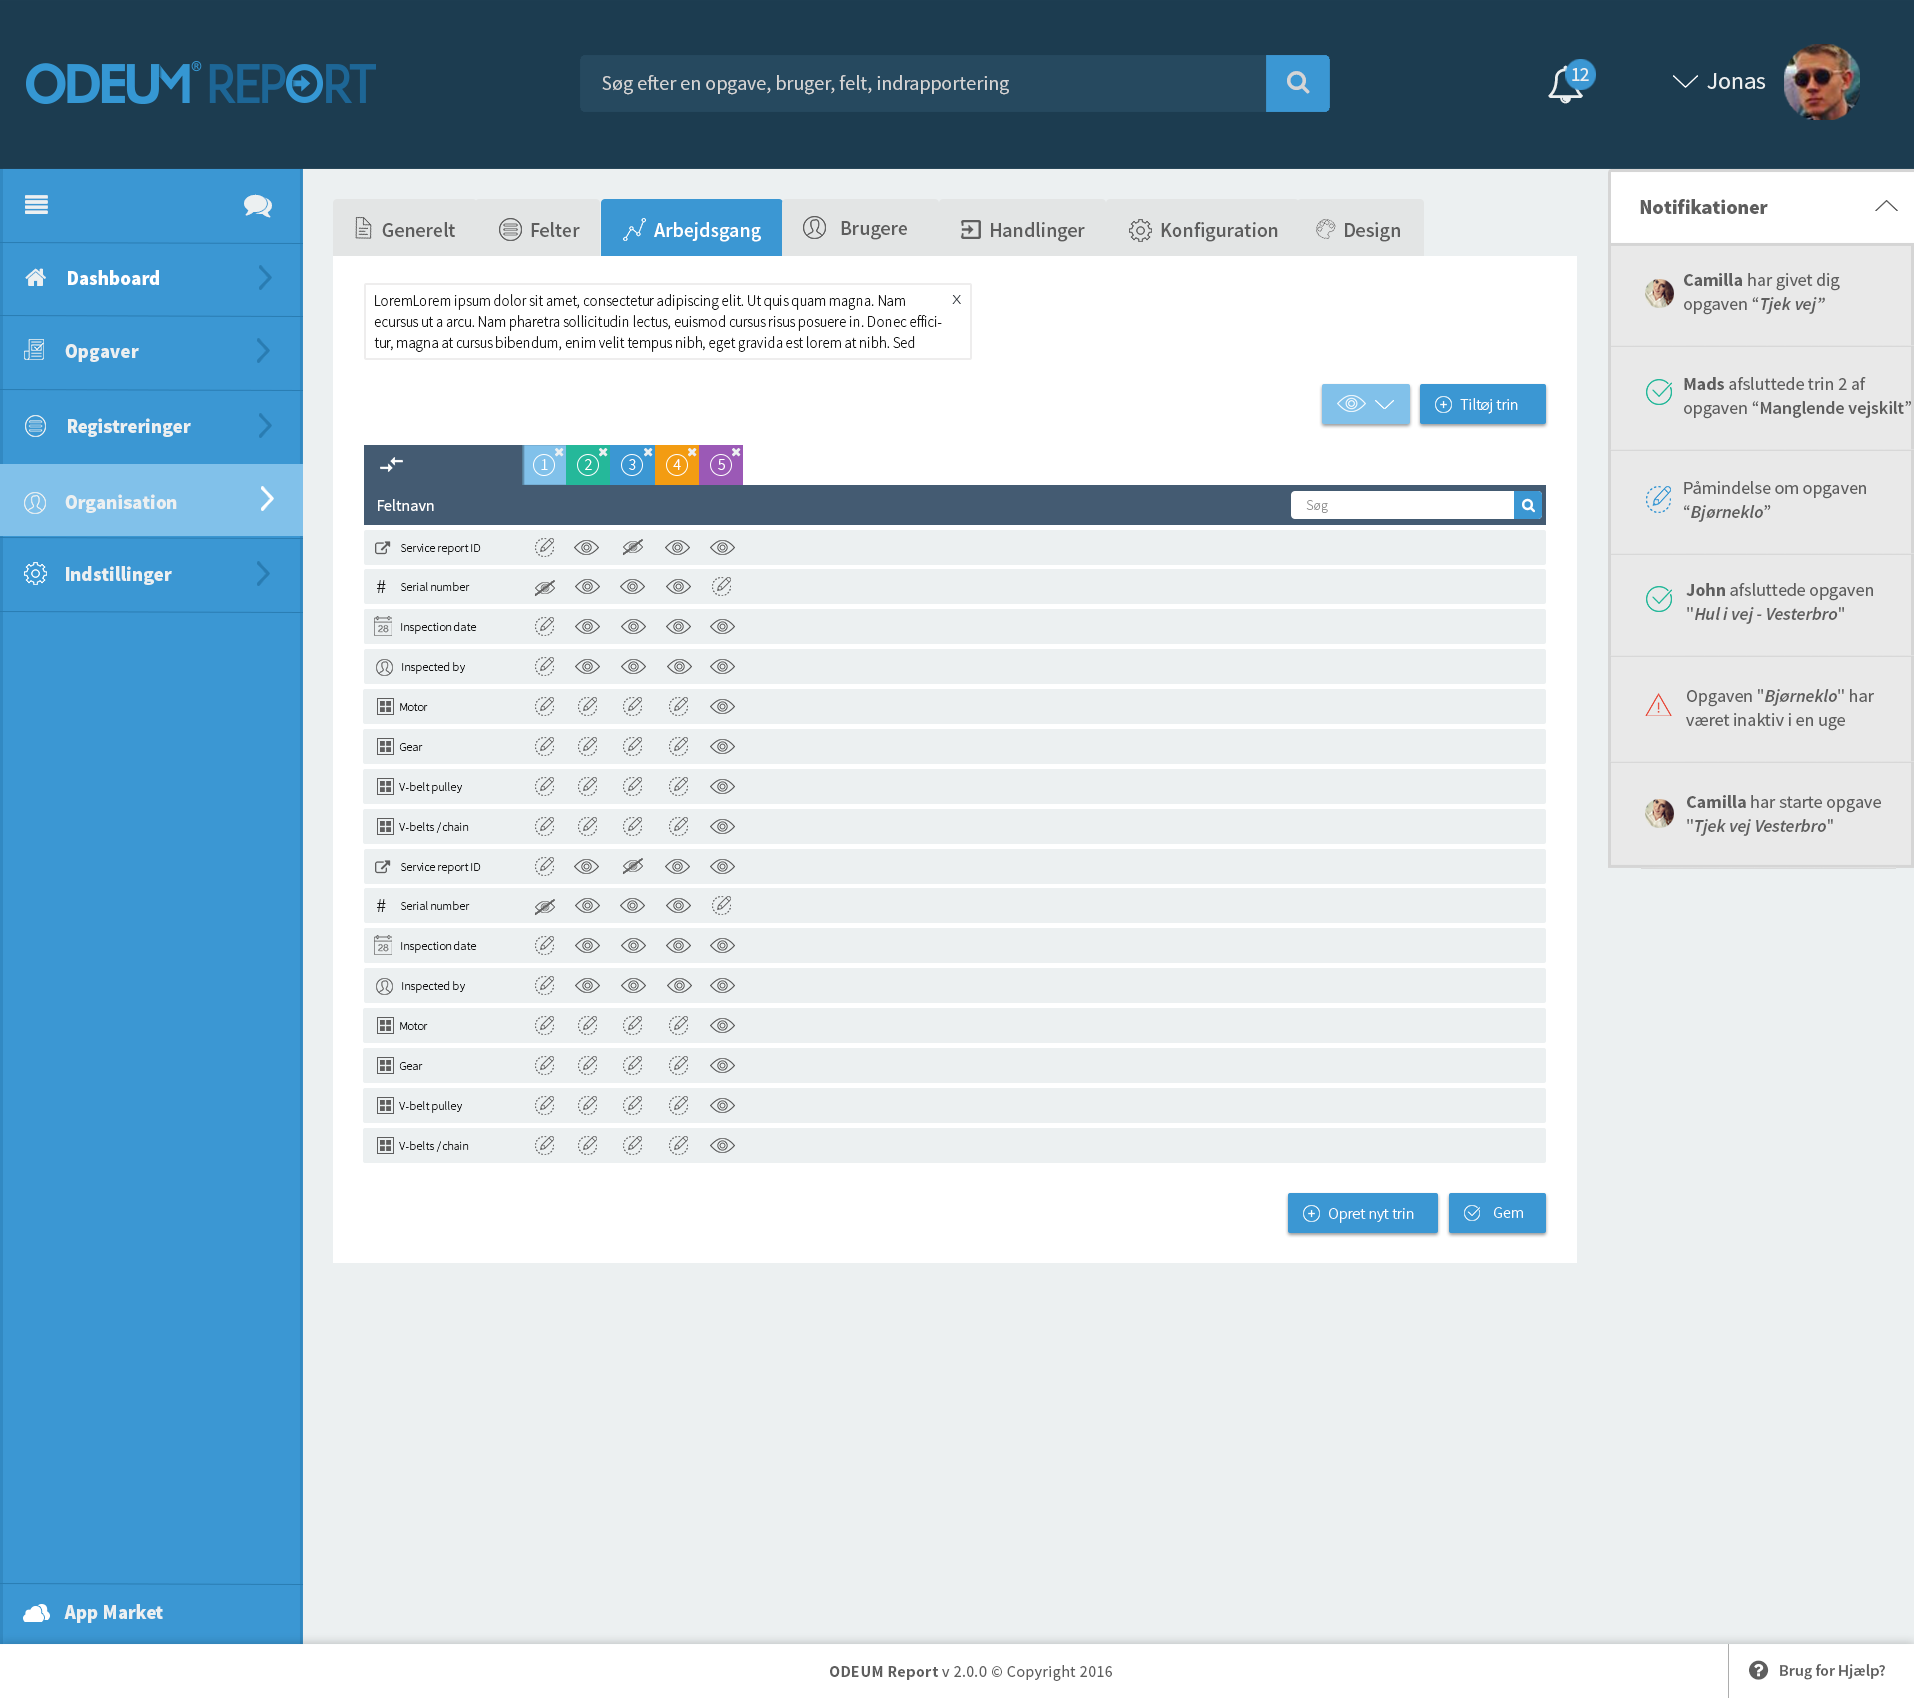 ODEUM® REPORT
Søg efter en opgave, bruger, felt, indrapportering
12
Jonas
Dashboard
Opgaver
Registreringer
Organisation
Indstillinger
App Market
Generelt
Felter
Arbejdsgang
Brugere
Handlinger
Konfiguration
Design
LoremLorem ipsum dolor sit amet, consectetur adipiscing elit. Ut quis quam magna. Nam
ecursus ut a arcu. Nam pharetra sollicitudin lectus, euismod cursus risus posuere in. Donec effici-
tur, magna at cursus bibendum, enim velit tempus nibh, eget gravida est lorem at nibh. Sed
X
Tiltøj trin
1 2 3 4 5
Feltnavn
Søg
Service report ID
# Serial number
28 Inspection date
Inspected by
Motor
Gear
V-belt pulley
V-belts / chain
Service report ID
# Serial number
28 Inspection date
Inspected by
Motor
Gear
V-belt pulley
V-belts / chain
Opret nyt trin
Gem
Notifikationer
Camilla har givet dig
opgaven “Tjek vej”
Mads afsluttede trin 2 af
opgaven “Manglende vejskilt”
Påmindelse om opgaven
“Bjørneklo”
John afsluttede opgaven
"Hul i vej - Vesterbro"
Opgaven "Bjørneklo" har
været inaktiv i en uge
Camilla har starte opgave
"Tjek vej Vesterbro"
ODEUM Report v 2.0.0 © Copyright 2016
Brug for Hjælp?